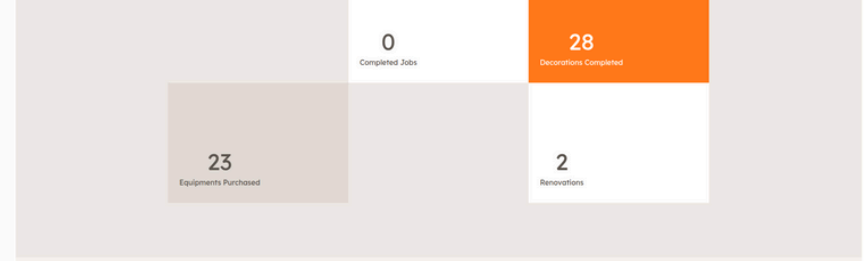 0
Completed Jobs
28
Decorations Completed
23
Equipments Purchased
2
Renovations